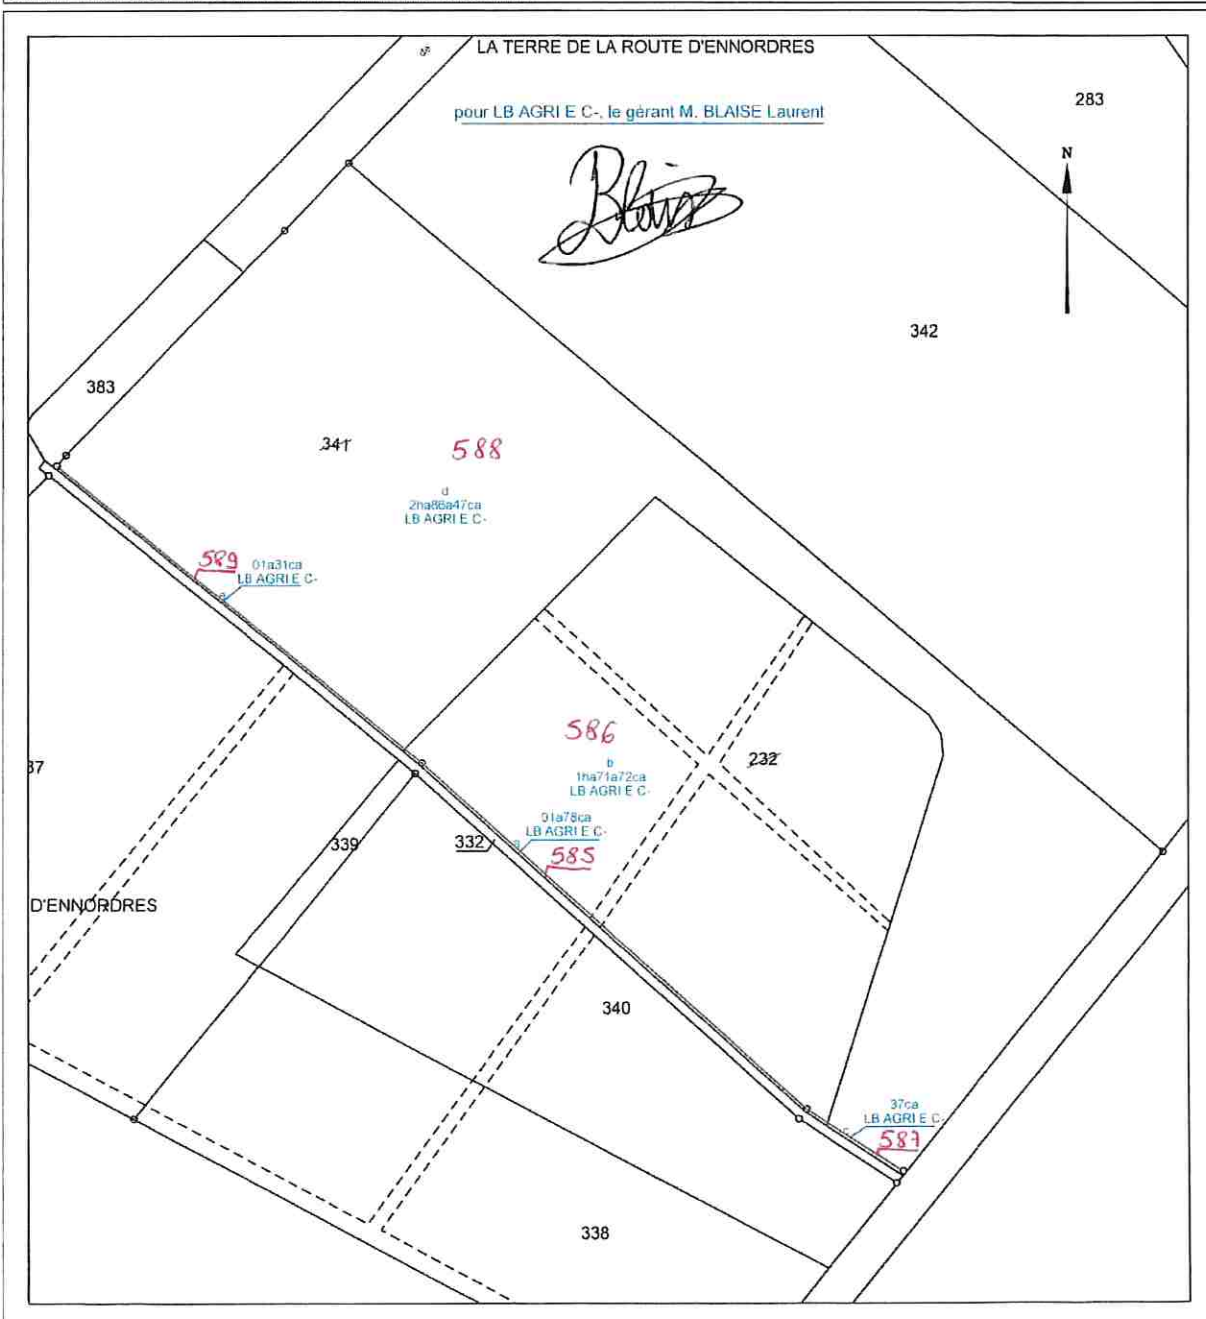 LA TERRE DE LA ROUTE D'ENNORDRES
283
pour LB AGRI E C-, le gérant M. BLAISE Laurent
N
Blaise
342
383
341
588
d
2ha86a47ca
LB AGRI E C-
589
01a31ca
LB AGRI E C-
e
586
232
b
1ha71a72ca
LB AGRI E C-
37
01a78ca
LB AGRI E C-
339
332
585
D'ENNORDRES
340
37ca
LB AGRI E C-
c
587
338